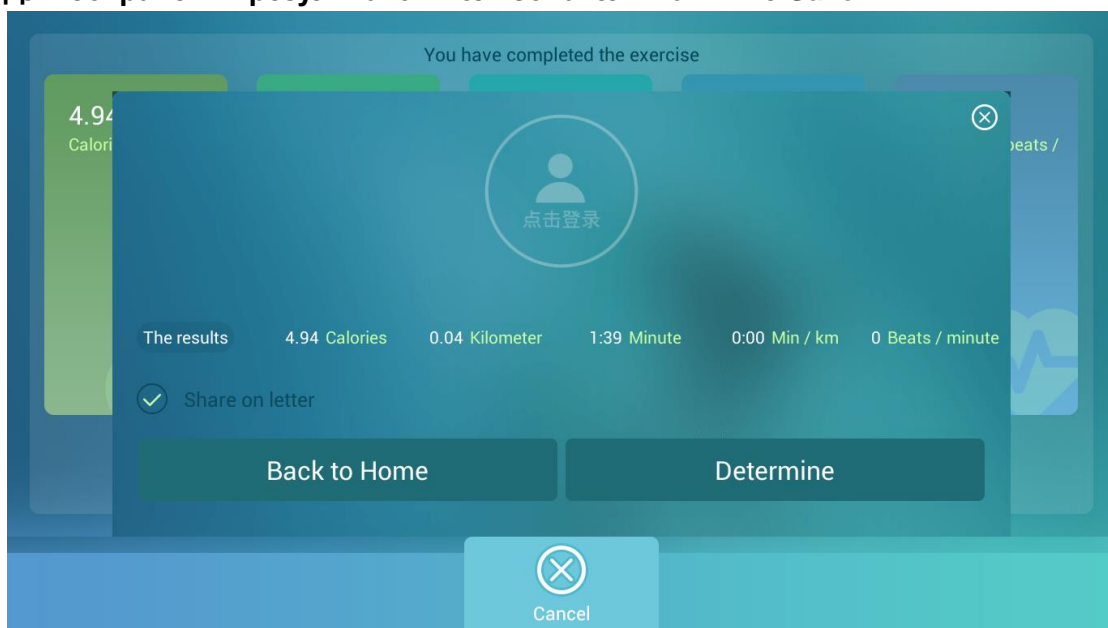 You have completed the exercise
4.94
Calori
beats /
点击登录
The results 4.94 Calories 0.04 Kilometer 1:39 Minute 0:00 Min / km 0 Beats / minute
Share on letter
Back to Home Determine
Cancel